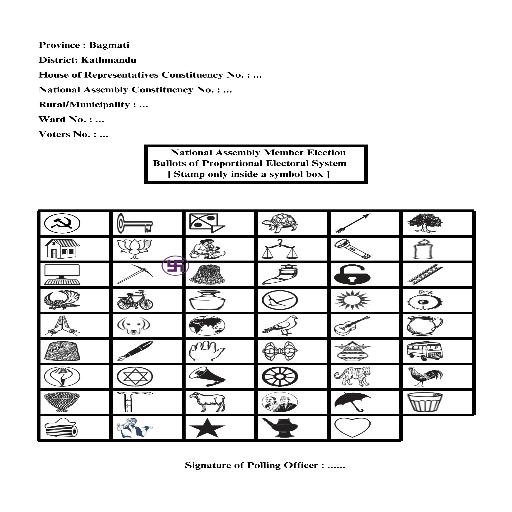 Province : Bagmati
District: Kathmandu
House of Representatives Constituency No. : ...
National Assembly Constituency No. : ...
Rural/Municipality : ...
Ward No. : ...
Voters No. : ...
National Assembly Member Election
Ballots of Proportional Electoral System
[ Stamp only inside a symbol box ]
Signature of Polling Officer : ......